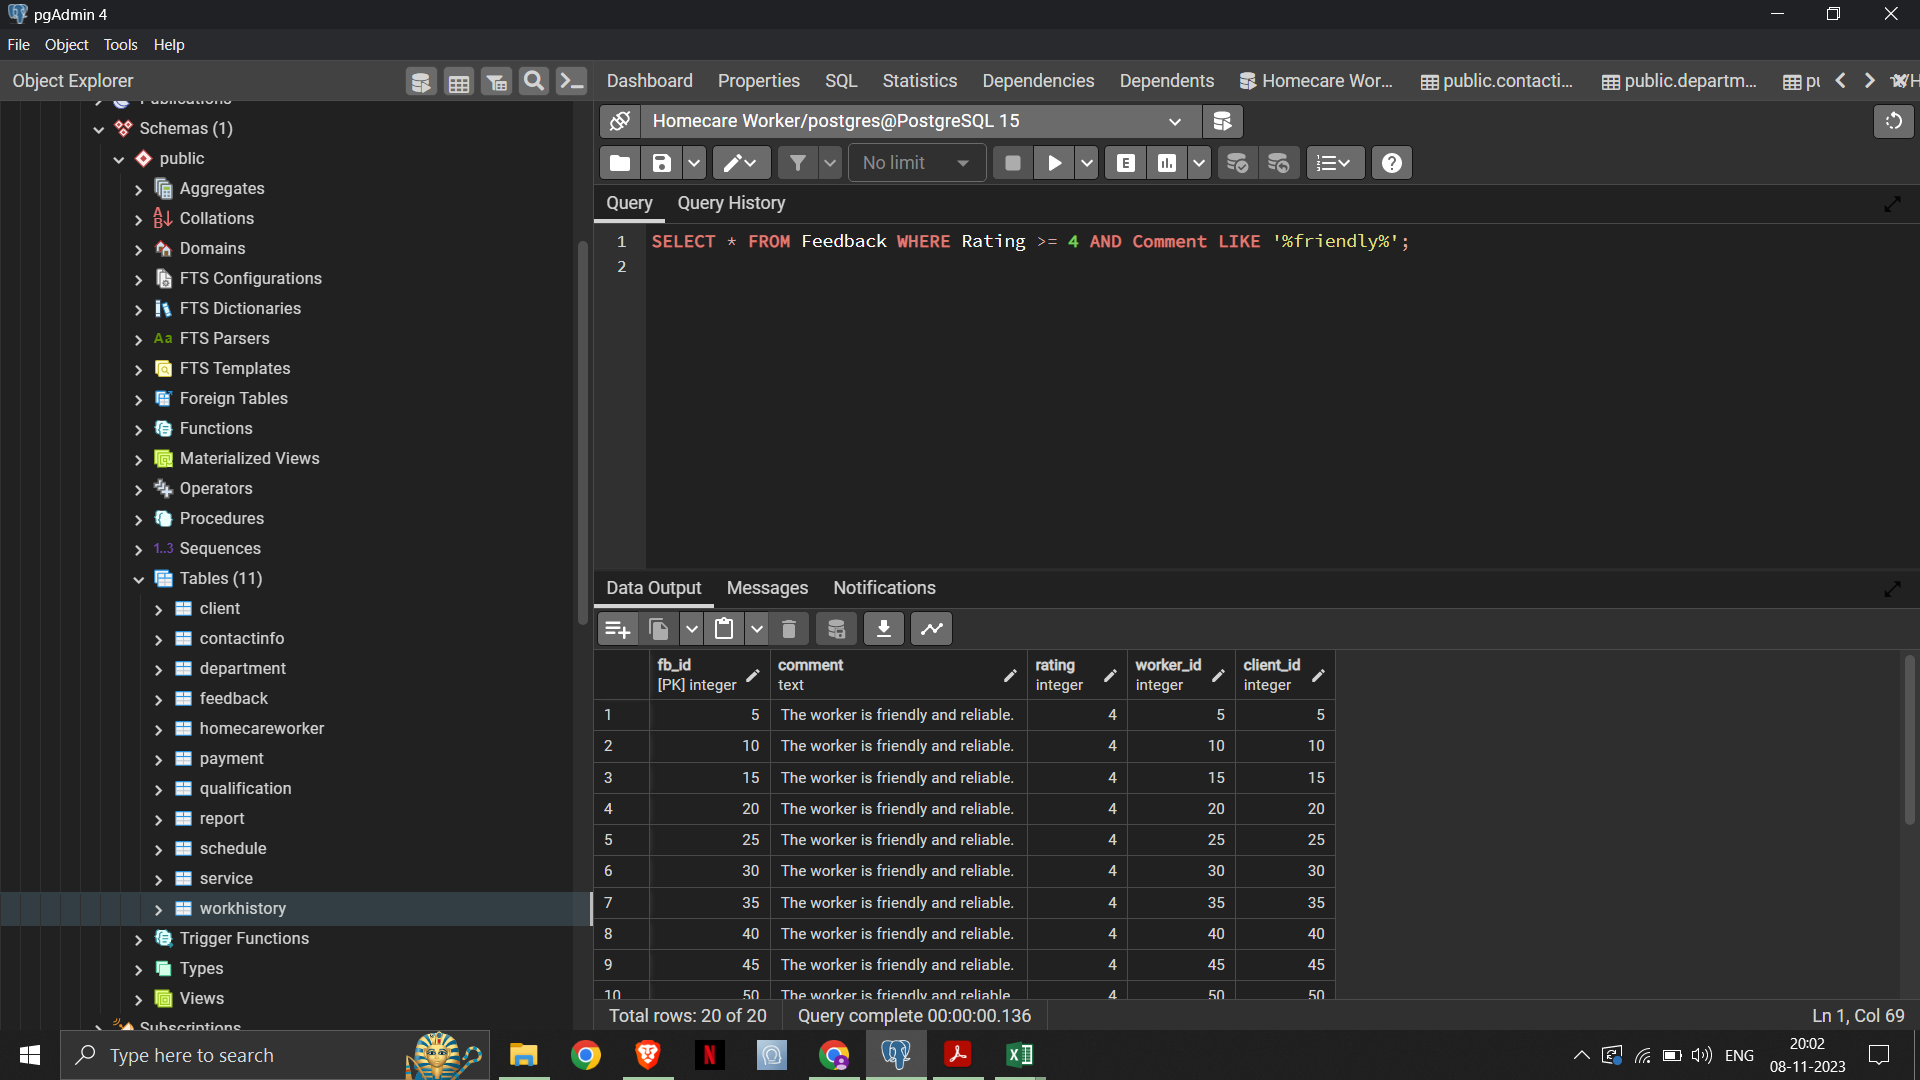 pgAdmin 4
File Object Tools Help
Object Explorer
Dashboard Properties SQL Statistics Dependencies Dependents Homecare Wor... public.contacti... public.departm... pu
Publications
Schemas (1)
public
Aggregates
Collations
Domains
FTS Configurations
FTS Dictionaries
Aa FTS Parsers
FTS Templates
Foreign Tables
Functions
Materialized Views
Operators
Procedures
1..3 Sequences
Tables (11)
client
contactinfo
department
feedback
homecareworker
payment
qualification
report
schedule
service
workhistory
Trigger Functions
Types
Views
Subscriptions
Homecare Worker/postgres@PostgreSQL 15
No limit
E
Query Query History
1 SELECT * FROM Feedback WHERE Rating >= 4 AND Comment LIKE '%friendly%';
2
Data Output Messages Notifications
fb_id comment rating worker_id client_id
[PK] integer text integer integer integer
1 5 The worker is friendly and reliable. 4 5 5
2 10 The worker is friendly and reliable. 4 10 10
3 15 The worker is friendly and reliable. 4 15 15
4 20 The worker is friendly and reliable. 4 20 20
5 25 The worker is friendly and reliable. 4 25 25
6 30 The worker is friendly and reliable. 4 30 30
7 35 The worker is friendly and reliable. 4 35 35
8 40 The worker is friendly and reliable. 4 40 40
9 45 The worker is friendly and reliable. 4 45 45
10 50 The worker is friendly and reliable. 4 50 50
Total rows: 20 of 20 Query complete 00:00:00.136 Ln 1, Col 69
Type here to search
ENG
20:02
08-11-2023